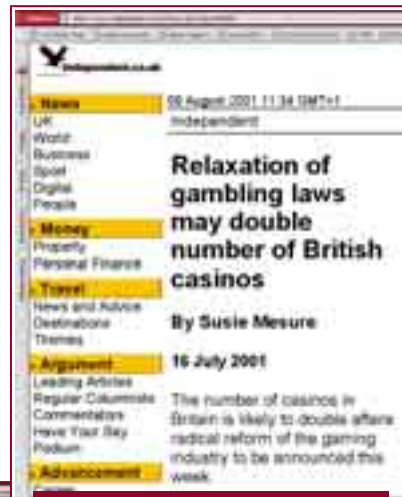 independent.co.uk
News
UK
World
Business
Sport
Digital
People
Money
Property
Personal Finance
Travel
News and Advice
Destinations
Themes
Argument
Leading Articles
Regular Columnists
Commentators
Have Your Say
Podium
Advancement
Career
August 2001 11:34 GMT+1
Independent
Relaxation of
gambling laws
may double
number of British
casinos
By Susie Mesure
16 July 2001
The number of casinos in
Britain is likely to double
radical reform of the gaming
industry to be announced this
week